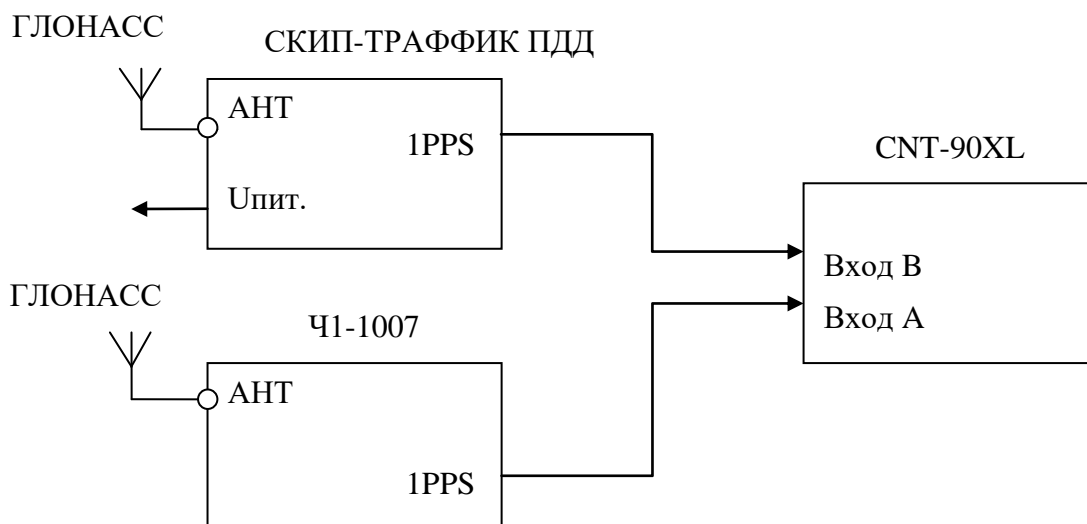 ГЛОНАСС
СКИП-ТРАФФИК ПДД
АНТ
1PPS
Uпит.
CNT-90XL
Вход B
Вход А
ГЛОНАСС
Ч1-1007
АНТ
1PPS